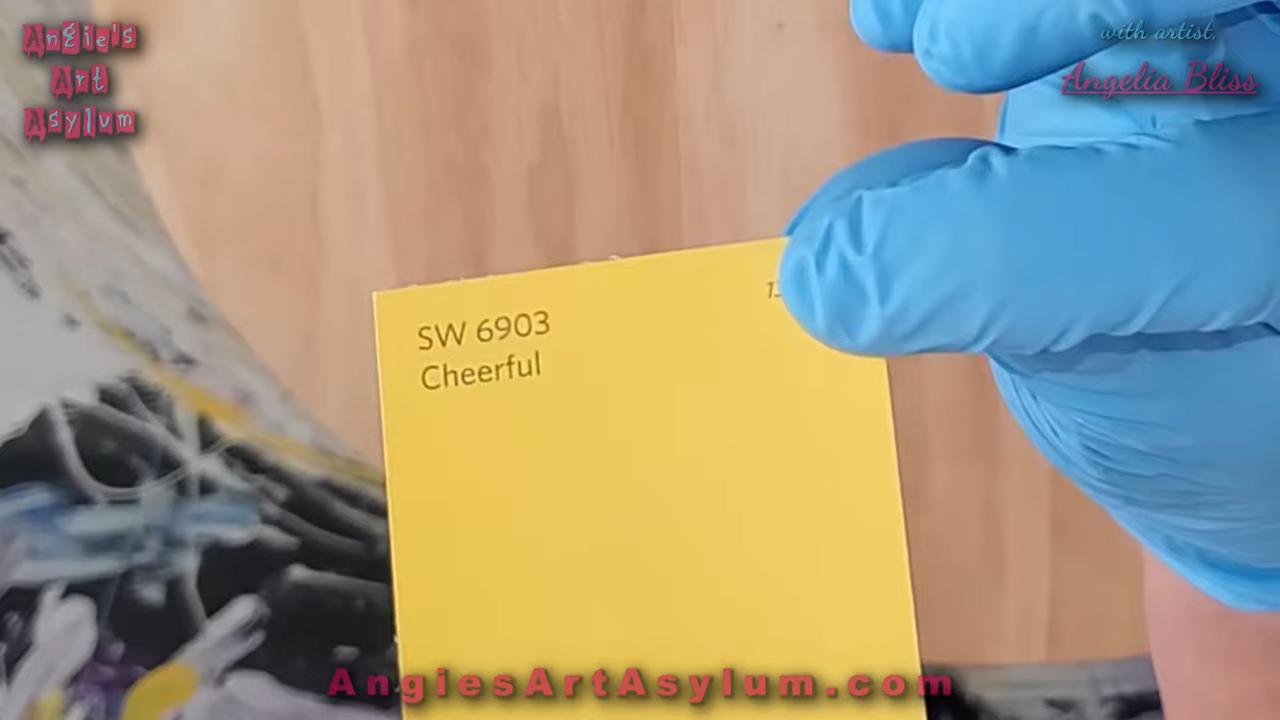 Angie's
Art
Asylum
with artist,
Angelia Bliss
SW 6903
Cheerful
AngiesArtAsylum.com